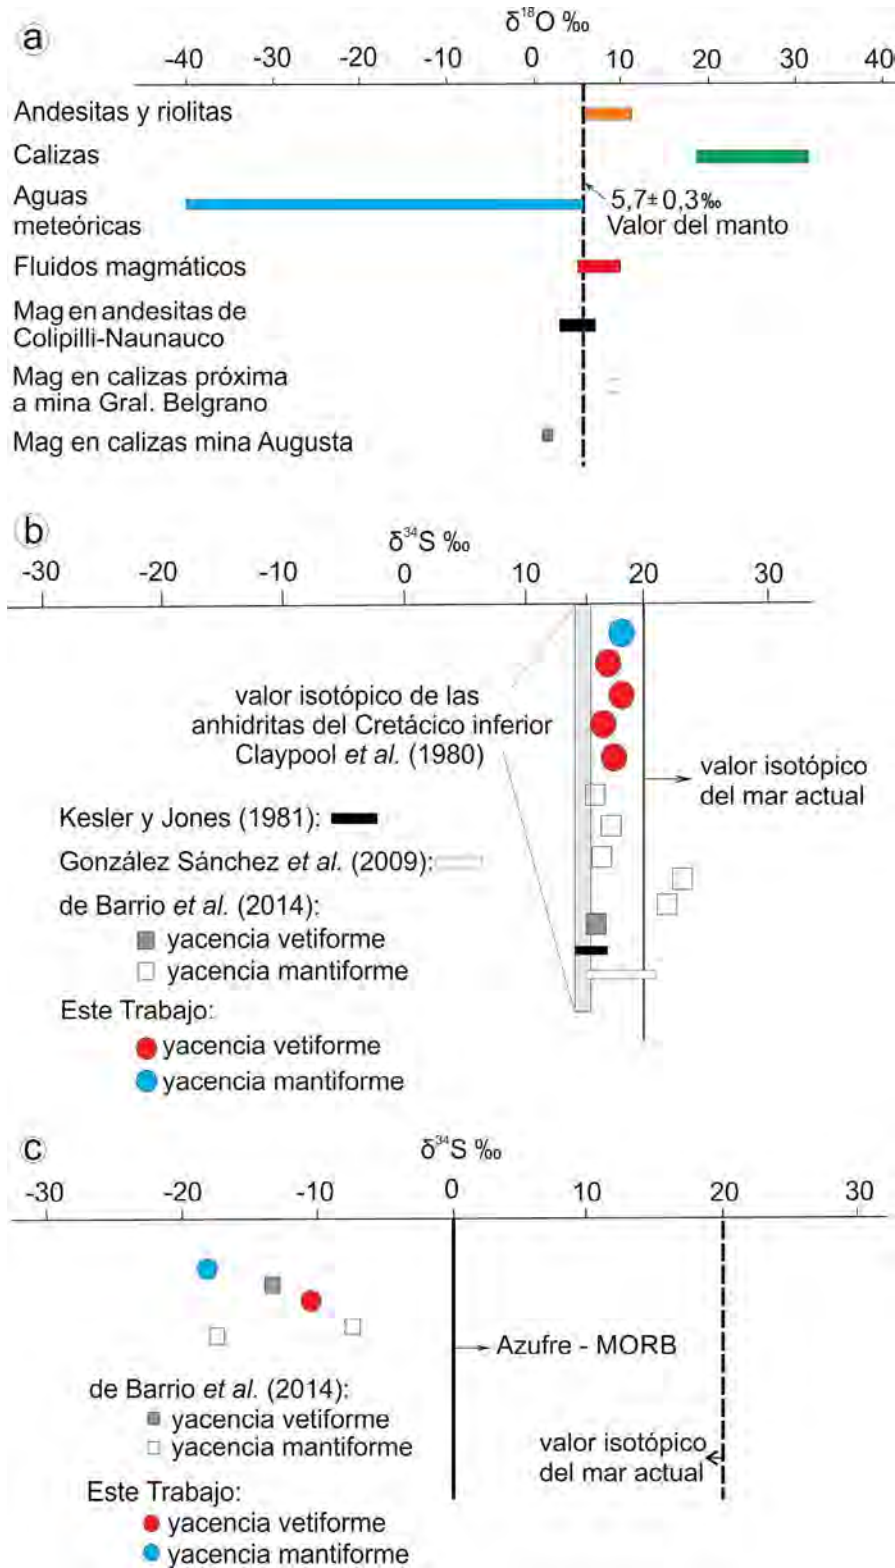 a
δ¹⁸O ‰
-40 -30 -20 -10 0 10 20 30 40
Andesitas y riolitas
Calizas
Aguas
meteóricas
5,7± 0,3‰
Valor del manto
Fluidos magmáticos
Mag en andesitas de
Colipilli-Naunauco
Mag en calizas próxima
a mina Gral. Belgrano
Mag en calizas mina Augusta
b
δ³⁴S ‰
-30 -20 -10 0 10 20 30
valor isotópico de las
anhidritas del Cretácico inferior
Claypool et al. (1980)
valor isotópico
del mar actual
Kesler y Jones (1981):
González Sánchez et al. (2009):
de Barrio et al. (2014):
yacencia vetiforme
yacencia mantiforme
Este Trabajo:
yacencia vetiforme
yacencia mantiforme
c
δ³⁴S ‰
-30 -20 -10 0 10 20 30
Azufre - MORB
de Barrio et al. (2014):
yacencia vetiforme
yacencia mantiforme
valor isotópico
del mar actual
Este Trabajo:
yacencia vetiforme
yacencia mantiforme